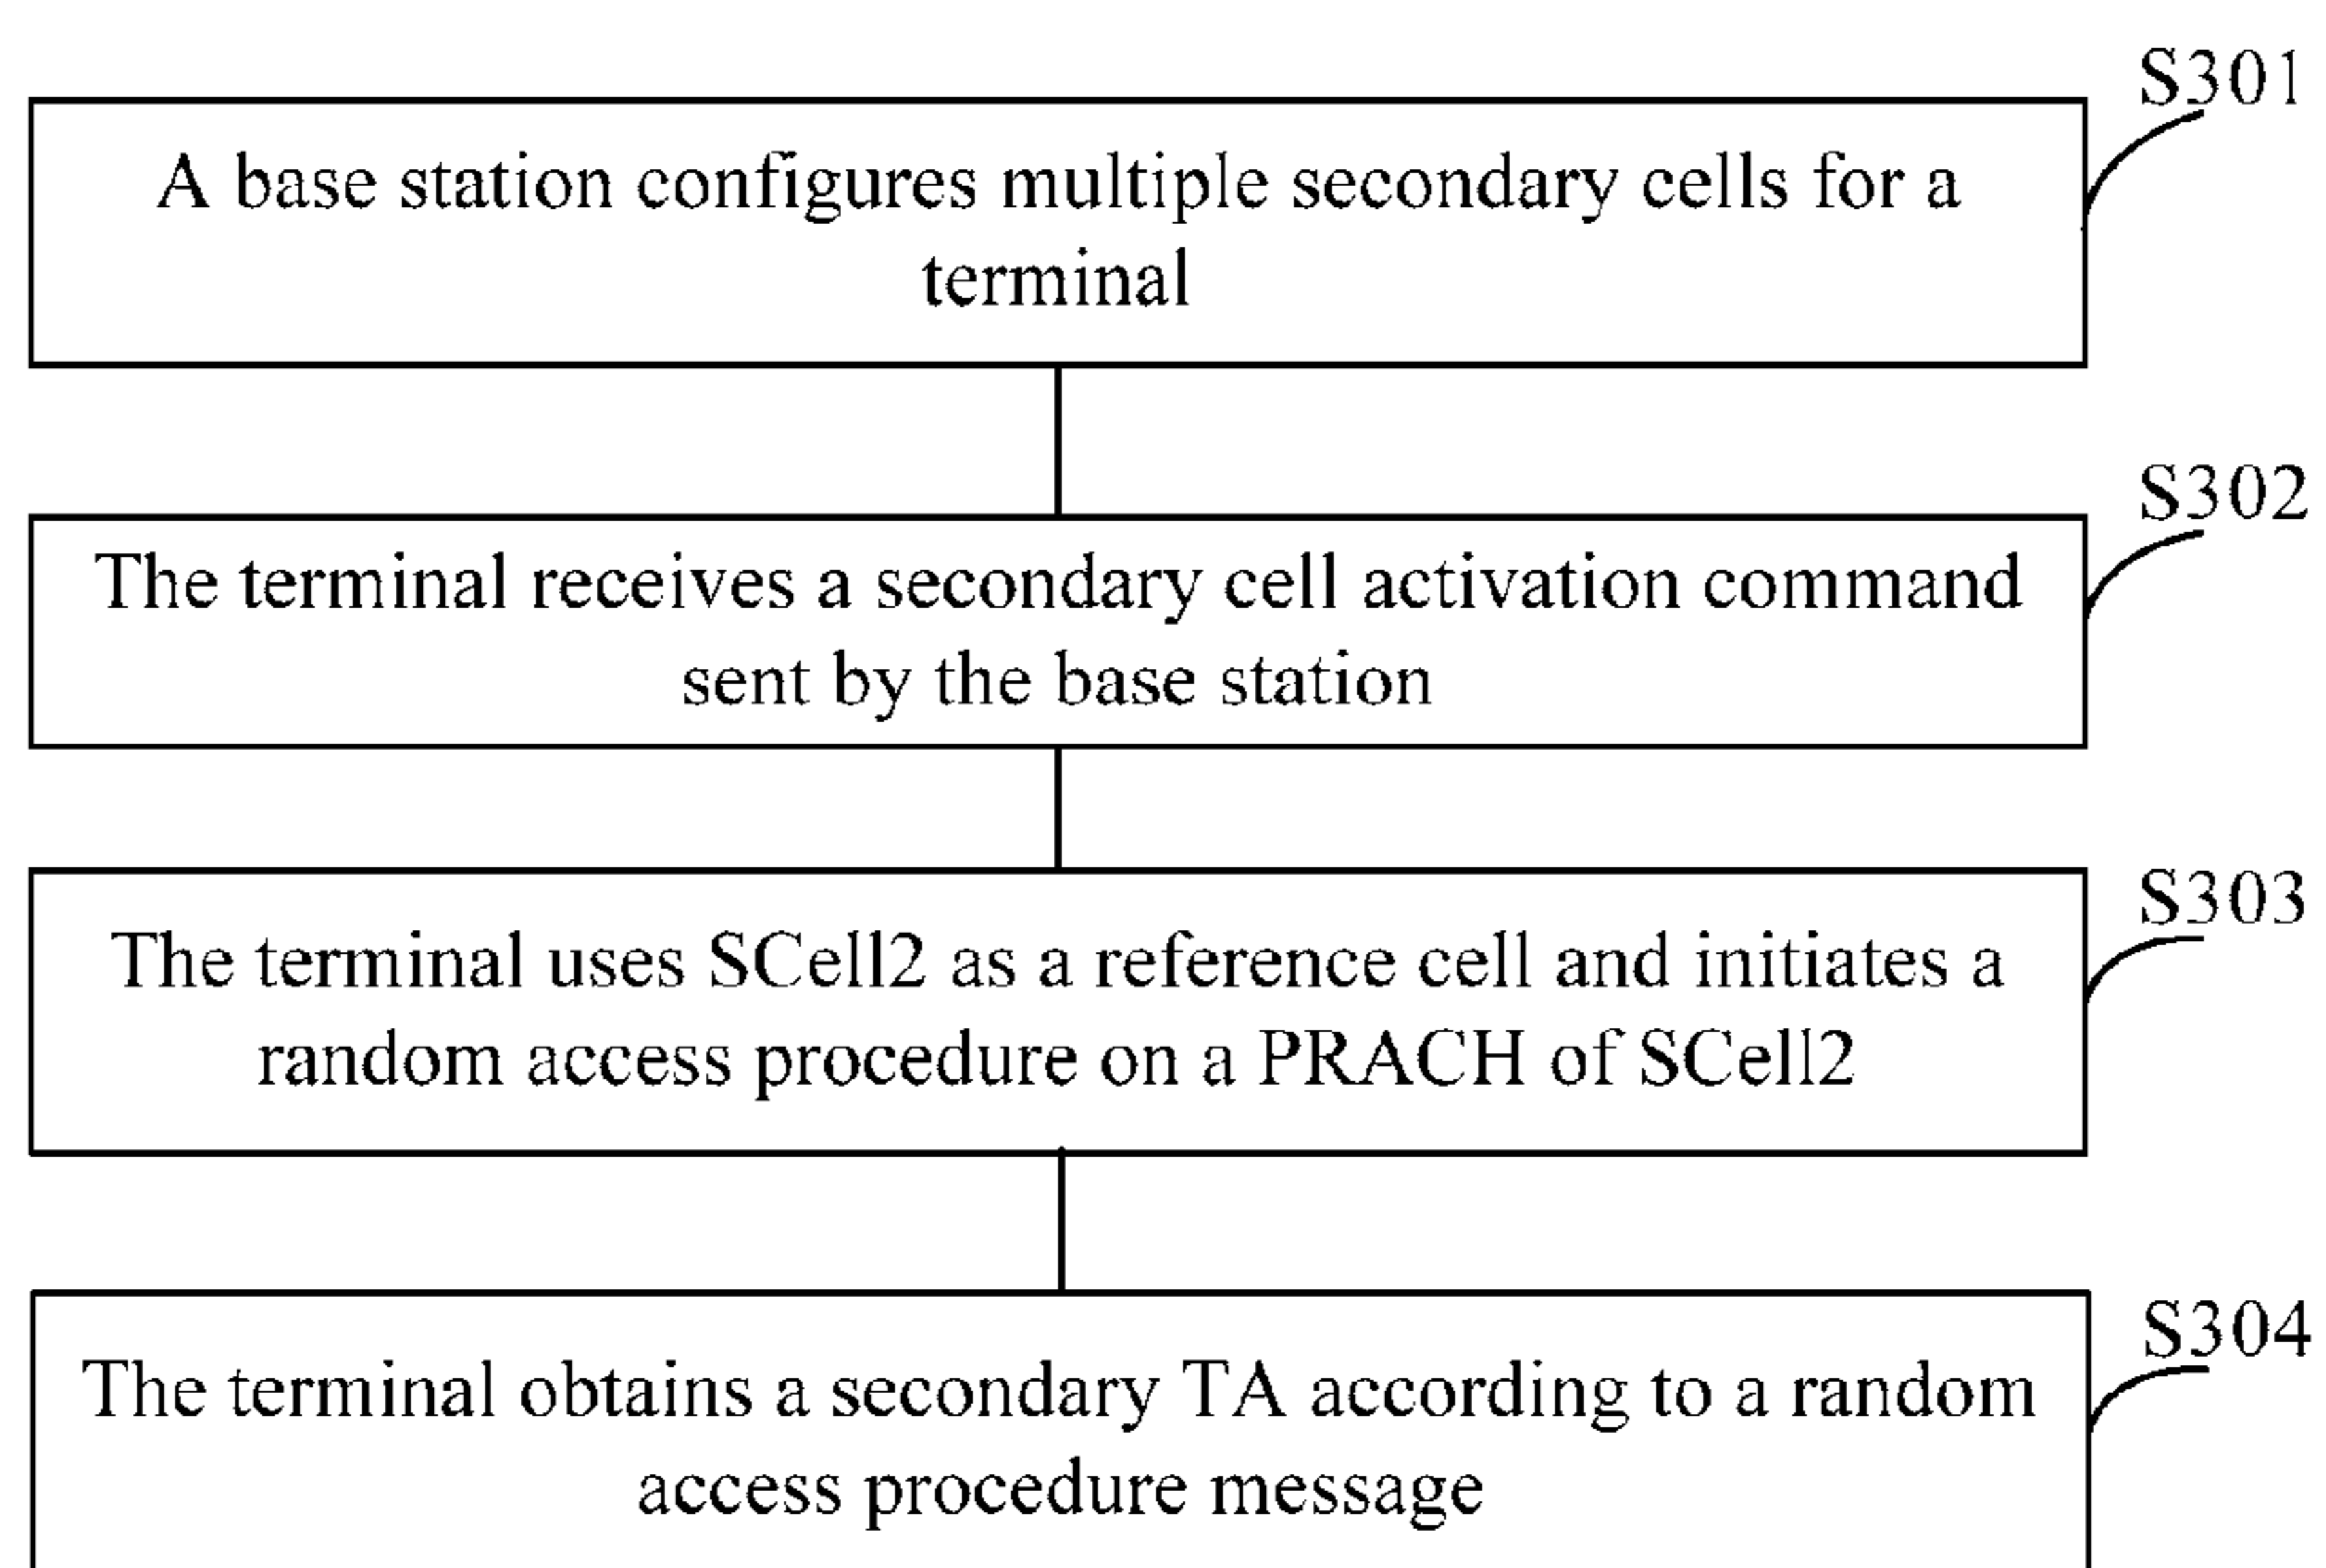 S301
A base station configures multiple secondary cells for a
terminal
S302
The terminal receives a secondary cell activation command
sent by the base station
S303
The terminal uses SCell2 as a reference cell and initiates a
random access procedure on a PRACH of SCell2
S304
The terminal obtains a secondary TA according to a random
access procedure message